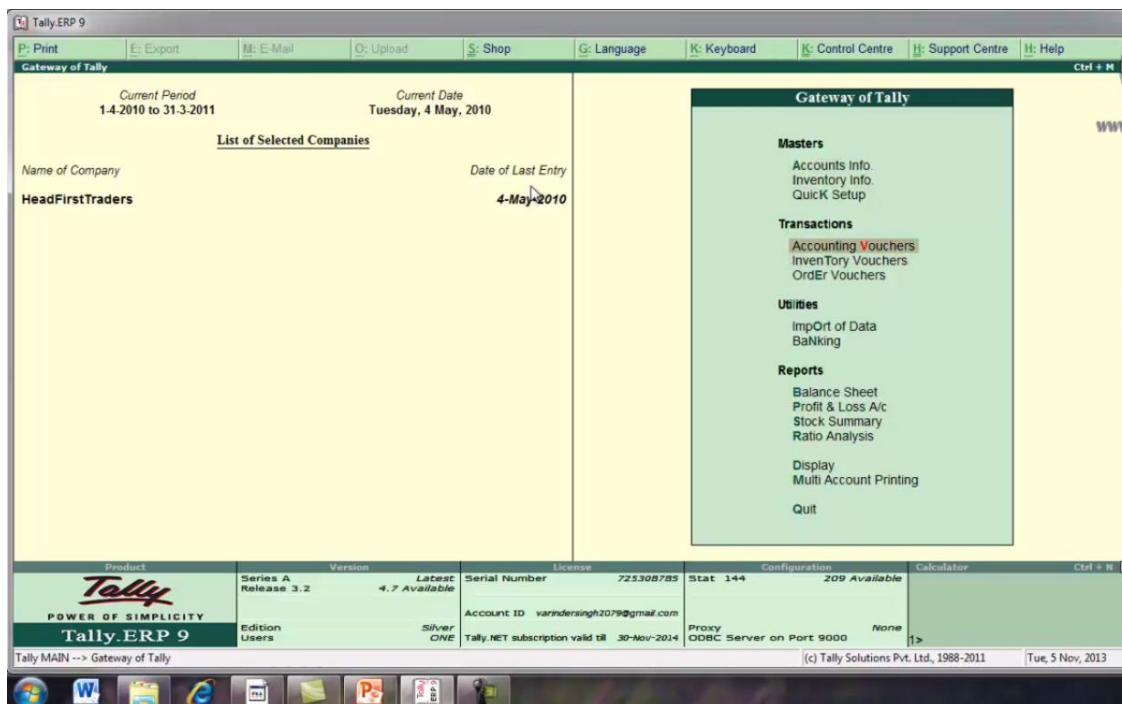 Tally.ERP 9
P: Print E: Export M: E-Mail O: Upload S: Shop G: Language K: Keyboard K: Control Centre H: Support Centre H: Help
Gateway of Tally Ctrl + M
Current Period Current Date
1-4-2010 to 31-3-2011 Tuesday, 4 May, 2010
List of Selected Companies
Name of Company Date of Last Entry
HeadFirstTraders 4-May-2010
Gateway of Tally
Masters
Accounts Info.
Inventory Info.
QuicK Setup
Transactions
Accounting Vouchers
InvenTory Vouchers
OrdEr Vouchers
Utilities
ImpOrt of Data
BaNking
Reports
Balance Sheet
Profit & Loss A/c
Stock Summary
Ratio Analysis
Display
Multi Account Printing
Quit
Product Version License Configuration Calculator Ctrl + N
Tally
POWER OF SIMPLICITY
Tally.ERP 9
Series A Latest
Release 3.2 4.7 Available
Edition Silver
Users ONE
Serial Number 725308785
Account ID varindersingh2079@gmail.com
Tally.NET subscription valid till 30-Nov-2014
Stat 144 209 Available
Proxy None
ODBC Server on Port 9000
1>
Tally MAIN --> Gateway of Tally (c) Tally Solutions Pvt. Ltd., 1988-2011 Tue, 5 Nov, 2013